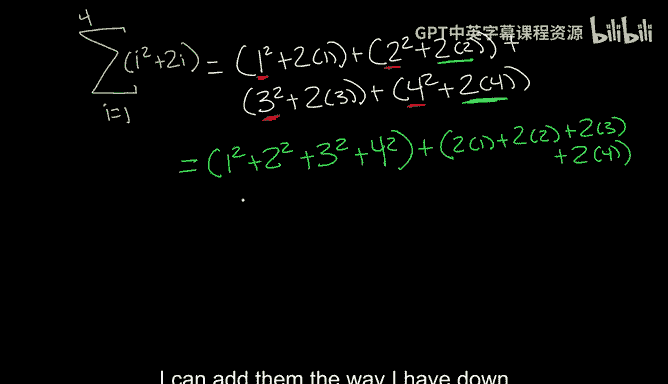 GPT中英字幕课程资源 bilibili
4
∑(i²+2i) = (1²+2(1)) + (2²+2(2)) +
i=1
(3²+2(3)) + (4²+2(4))
= (1²+2²+3²+4²) + (2(1)+2(2)+2(3)
+2(4))
I can add them the way I have down